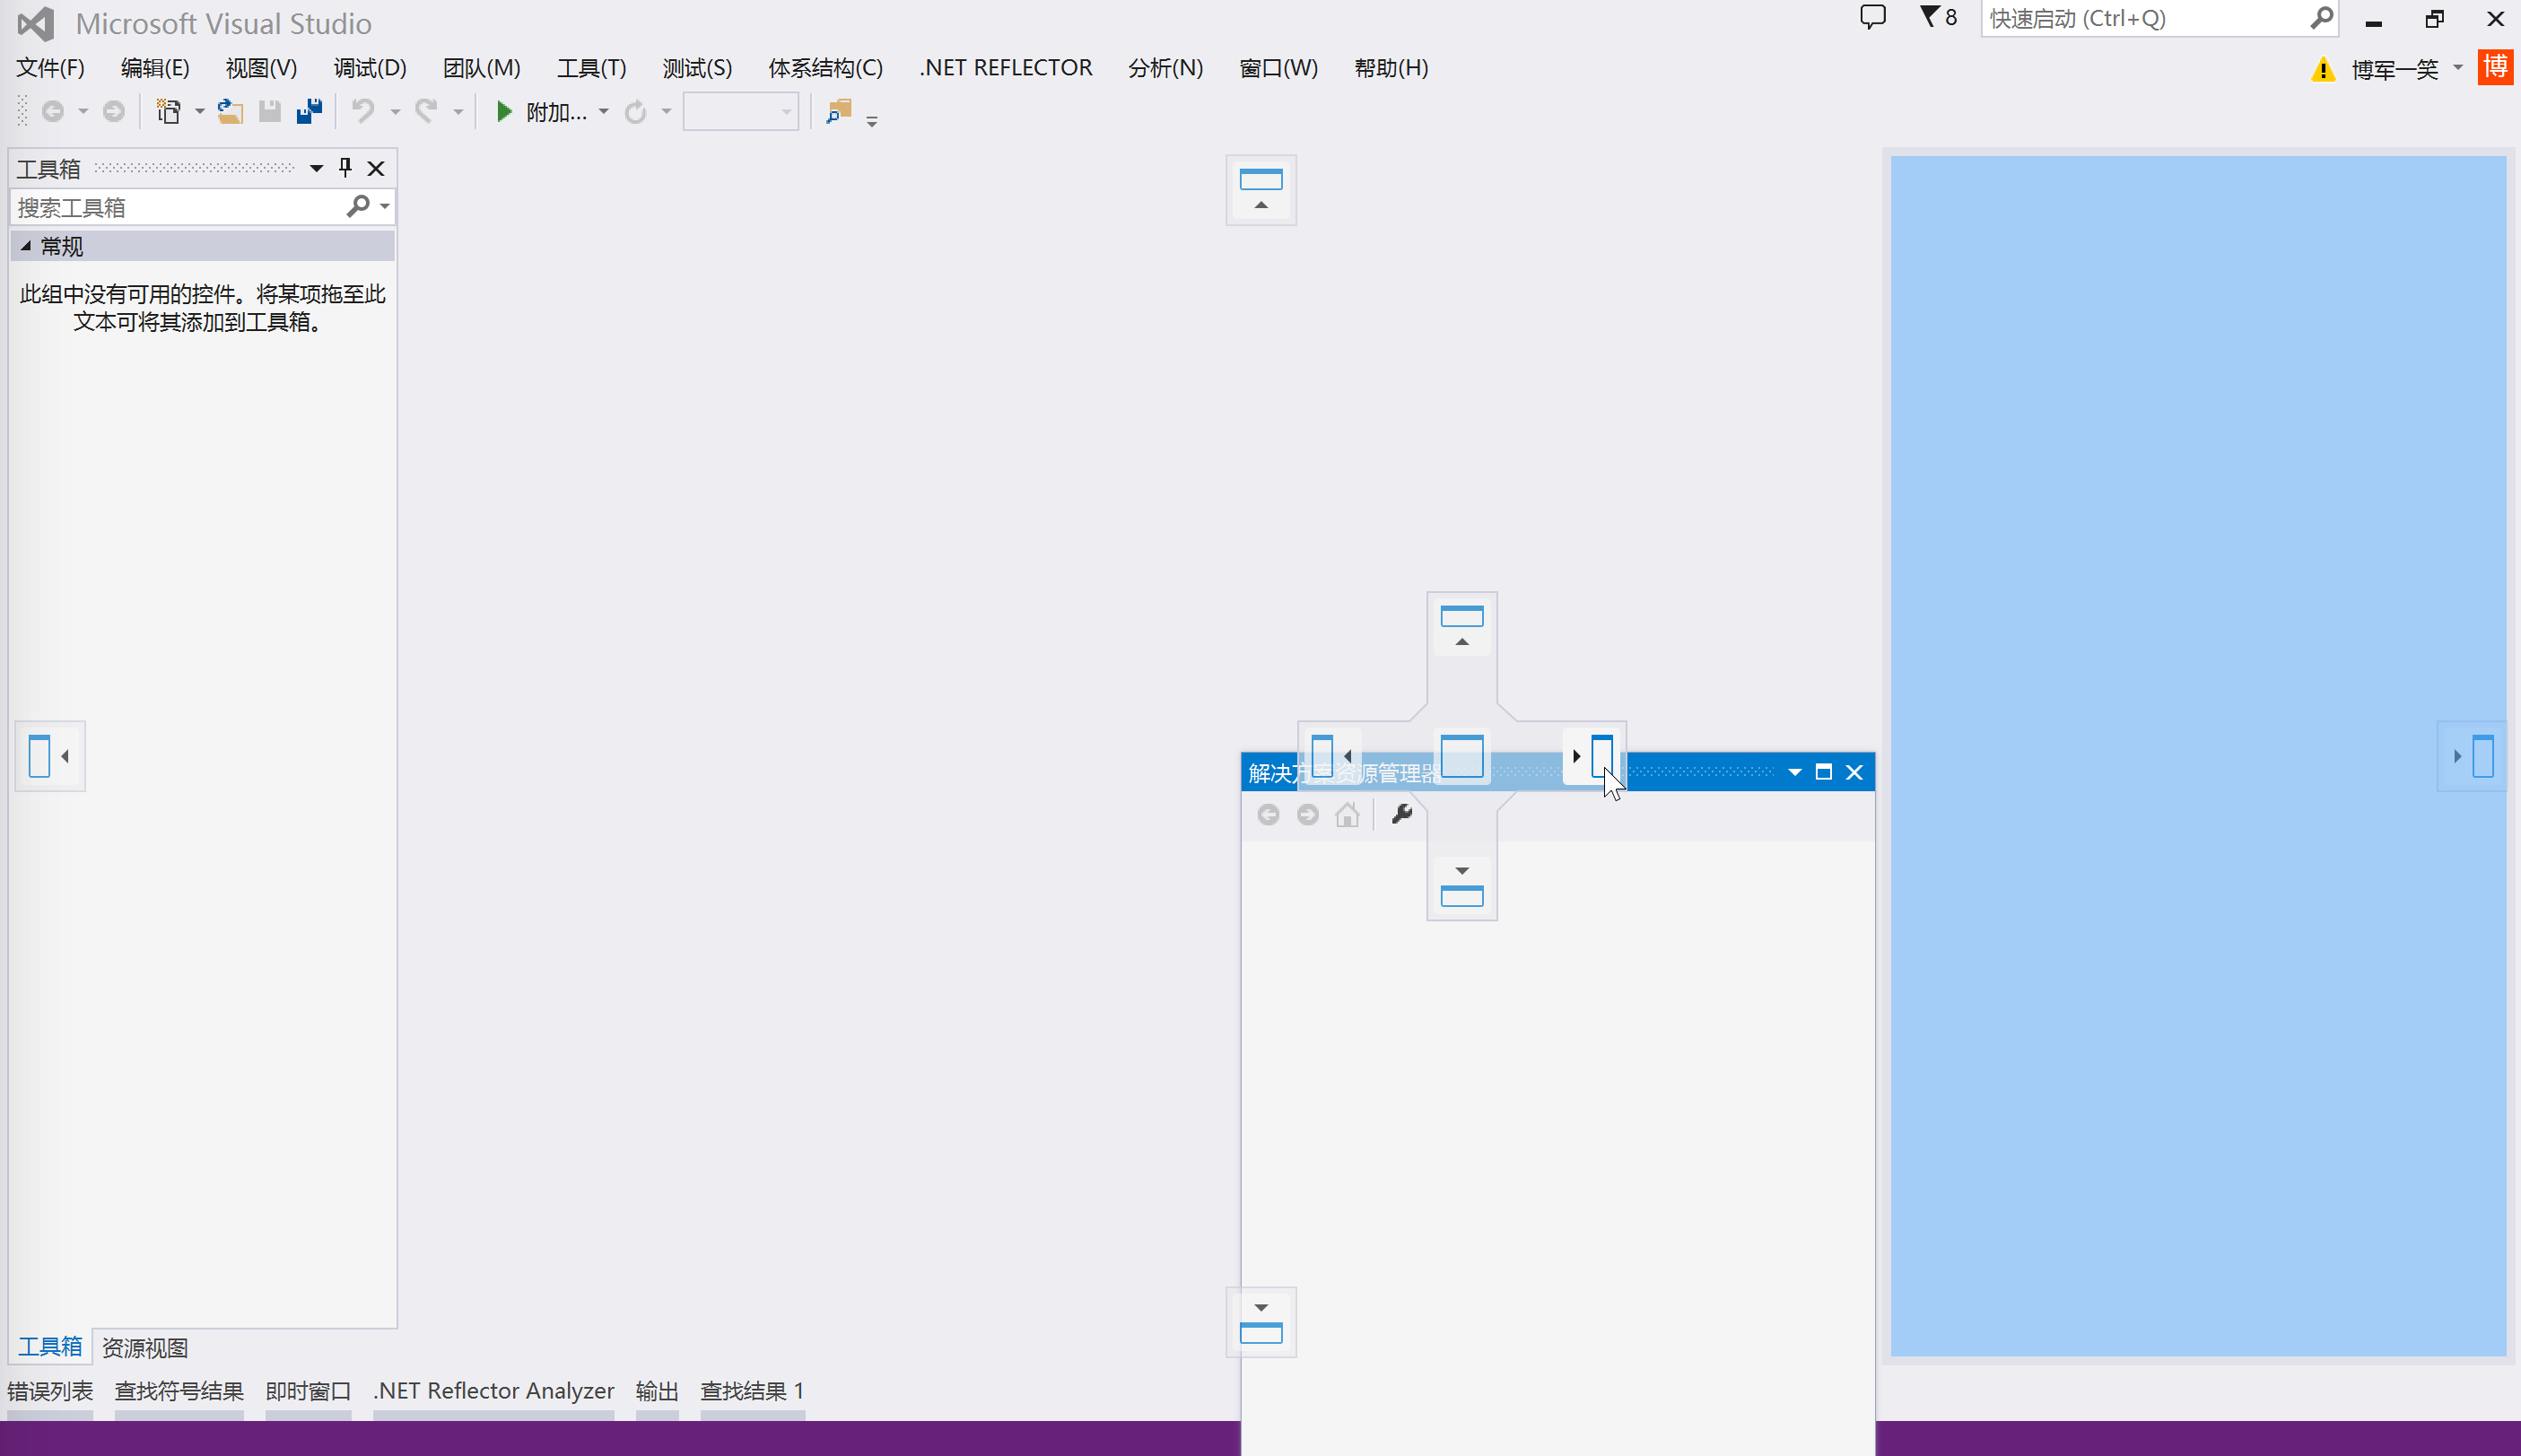 Microsoft Visual Studio
8
快速启动 (Ctrl+Q)
文件(F) 编辑(E) 视图(V) 调试(D) 团队(M) 工具(T) 测试(S) 体系结构(C) .NET REFLECTOR 分析(N) 窗口(W) 帮助(H)
博军一笑
博
附加...
工具箱
搜索工具箱
常规
此组中没有可用的控件。将某项拖至此
文本可将其添加到工具箱。
解决方案资源管理器
工具箱 资源视图
错误列表 查找符号结果 即时窗口 .NET Reflector Analyzer 输出 查找结果 1